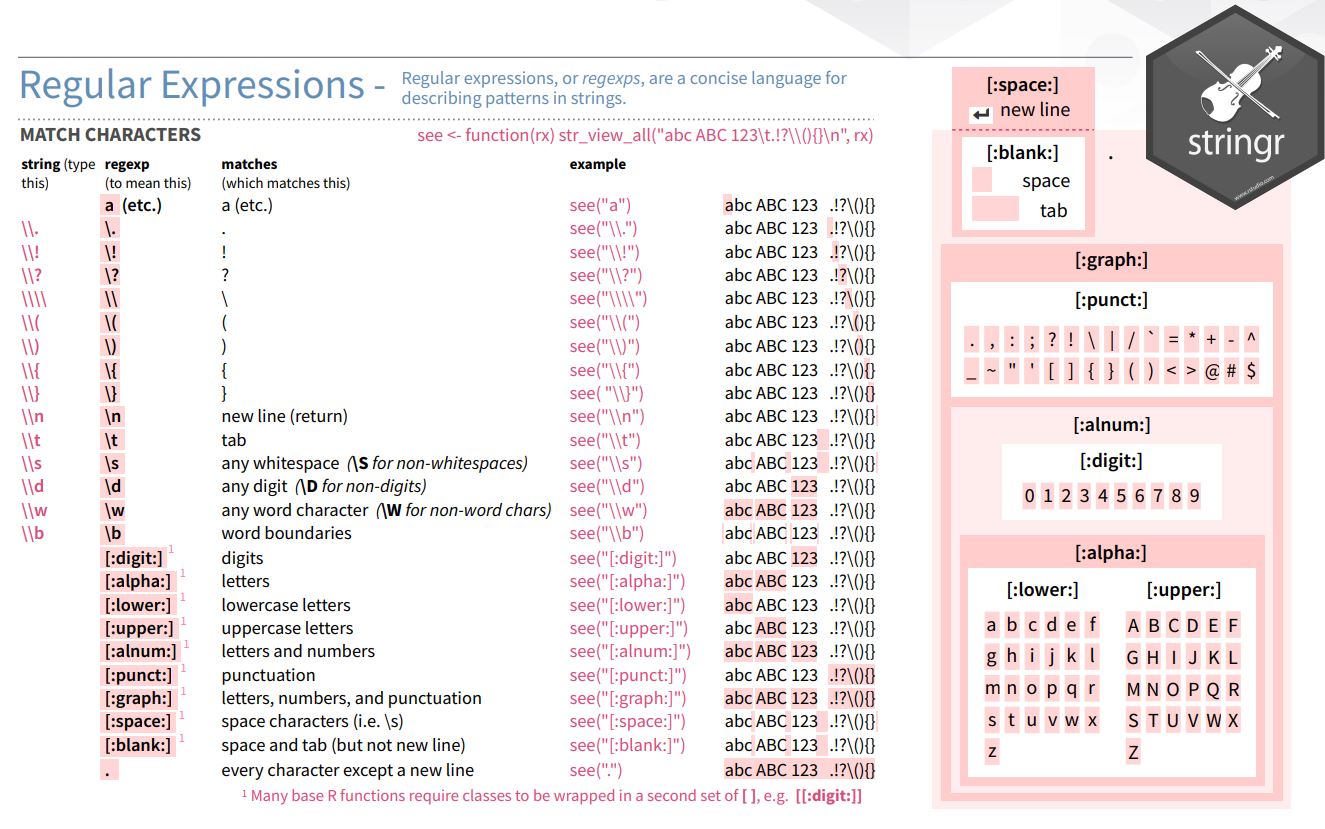 Regular Expressions - Regular expressions, or regexps, are a concise language for
describing patterns in strings.
MATCH CHARACTERS see <- function(rx) str_view_all("abc ABC 123\t.!?\\(){}\n", rx)
string (type regexp matches example
this) (to mean this) (which matches this)
a (etc.) a (etc.) see("a") abc ABC 123 .!?\(){}
\\. \. . see("\\.") abc ABC 123 .!?\(){}
\\! \! ! see("\\!") abc ABC 123 .!?\(){}
\\? \? ? see("\\?") abc ABC 123 .!?\(){}
\\\\ \\ \ see("\\\\") abc ABC 123 .!?\(){}
\\( \( ( see("\\(") abc ABC 123 .!?\(){}
\\) \) ) see("\\)") abc ABC 123 .!?\(){}
\\{ \{ { see("\\{") abc ABC 123 .!?\(){}
\\} \} } see( "\\}") abc ABC 123 .!?\(){}
\\n \n new line (return) see("\\n") abc ABC 123 .!?\(){}
\\t \t tab see("\\t") abc ABC 123 .!?\(){}
\\s \s any whitespace (\S for non-whitespaces) see("\\s") abc ABC 123 .!?\(){}
\\d \d any digit (\D for non-digits) see("\\d") abc ABC 123 .!?\(){}
\\w \w any word character (\W for non-word chars) see("\\w") abc ABC 123 .!?\(){}
\\b \b word boundaries see("\\b") abc ABC 123 .!?\(){}
[:digit:] 1 digits see("[:digit:]") abc ABC 123 .!?\(){}
[:alpha:] 1 letters see("[:alpha:]") abc ABC 123 .!?\(){}
[:lower:] 1 lowercase letters see("[:lower:]") abc ABC 123 .!?\(){}
[:upper:] 1 uppercase letters see("[:upper:]") abc ABC 123 .!?\(){}
[:alnum:] 1 letters and numbers see("[:alnum:]") abc ABC 123 .!?\(){}
[:punct:] 1 punctuation see("[:punct:]") abc ABC 123 .!?\(){}
[:graph:] 1 letters, numbers, and punctuation see("[:graph:]") abc ABC 123 .!?\(){}
[:space:] 1 space characters (i.e. \s) see("[:space:]") abc ABC 123 .!?\(){}
[:blank:] 1 space and tab (but not new line) see("[:blank:]") abc ABC 123 .!?\(){}
. every character except a new line see(".") abc ABC 123 .!?\(){}
1 Many base R functions require classes to be wrapped in a second set of [ ], e.g. [[:digit:]]
[:space:]
↵ new line
[:blank:] .
space
tab
[:graph:]
[:punct:]
. , : ; ? ! \ | / ` = * + - ^
_ ~ " ' [ ] { } ( ) < > @ # $
[:alnum:]
[:digit:]
0 1 2 3 4 5 6 7 8 9
[:alpha:]
[:lower:] [:upper:]
a b c d e f A B C D E F
g h i j k l G H I J K L
m n o p q r M N O P Q R
s t u v w x S T U V W X
z Z
stringr
www.rstudio.com